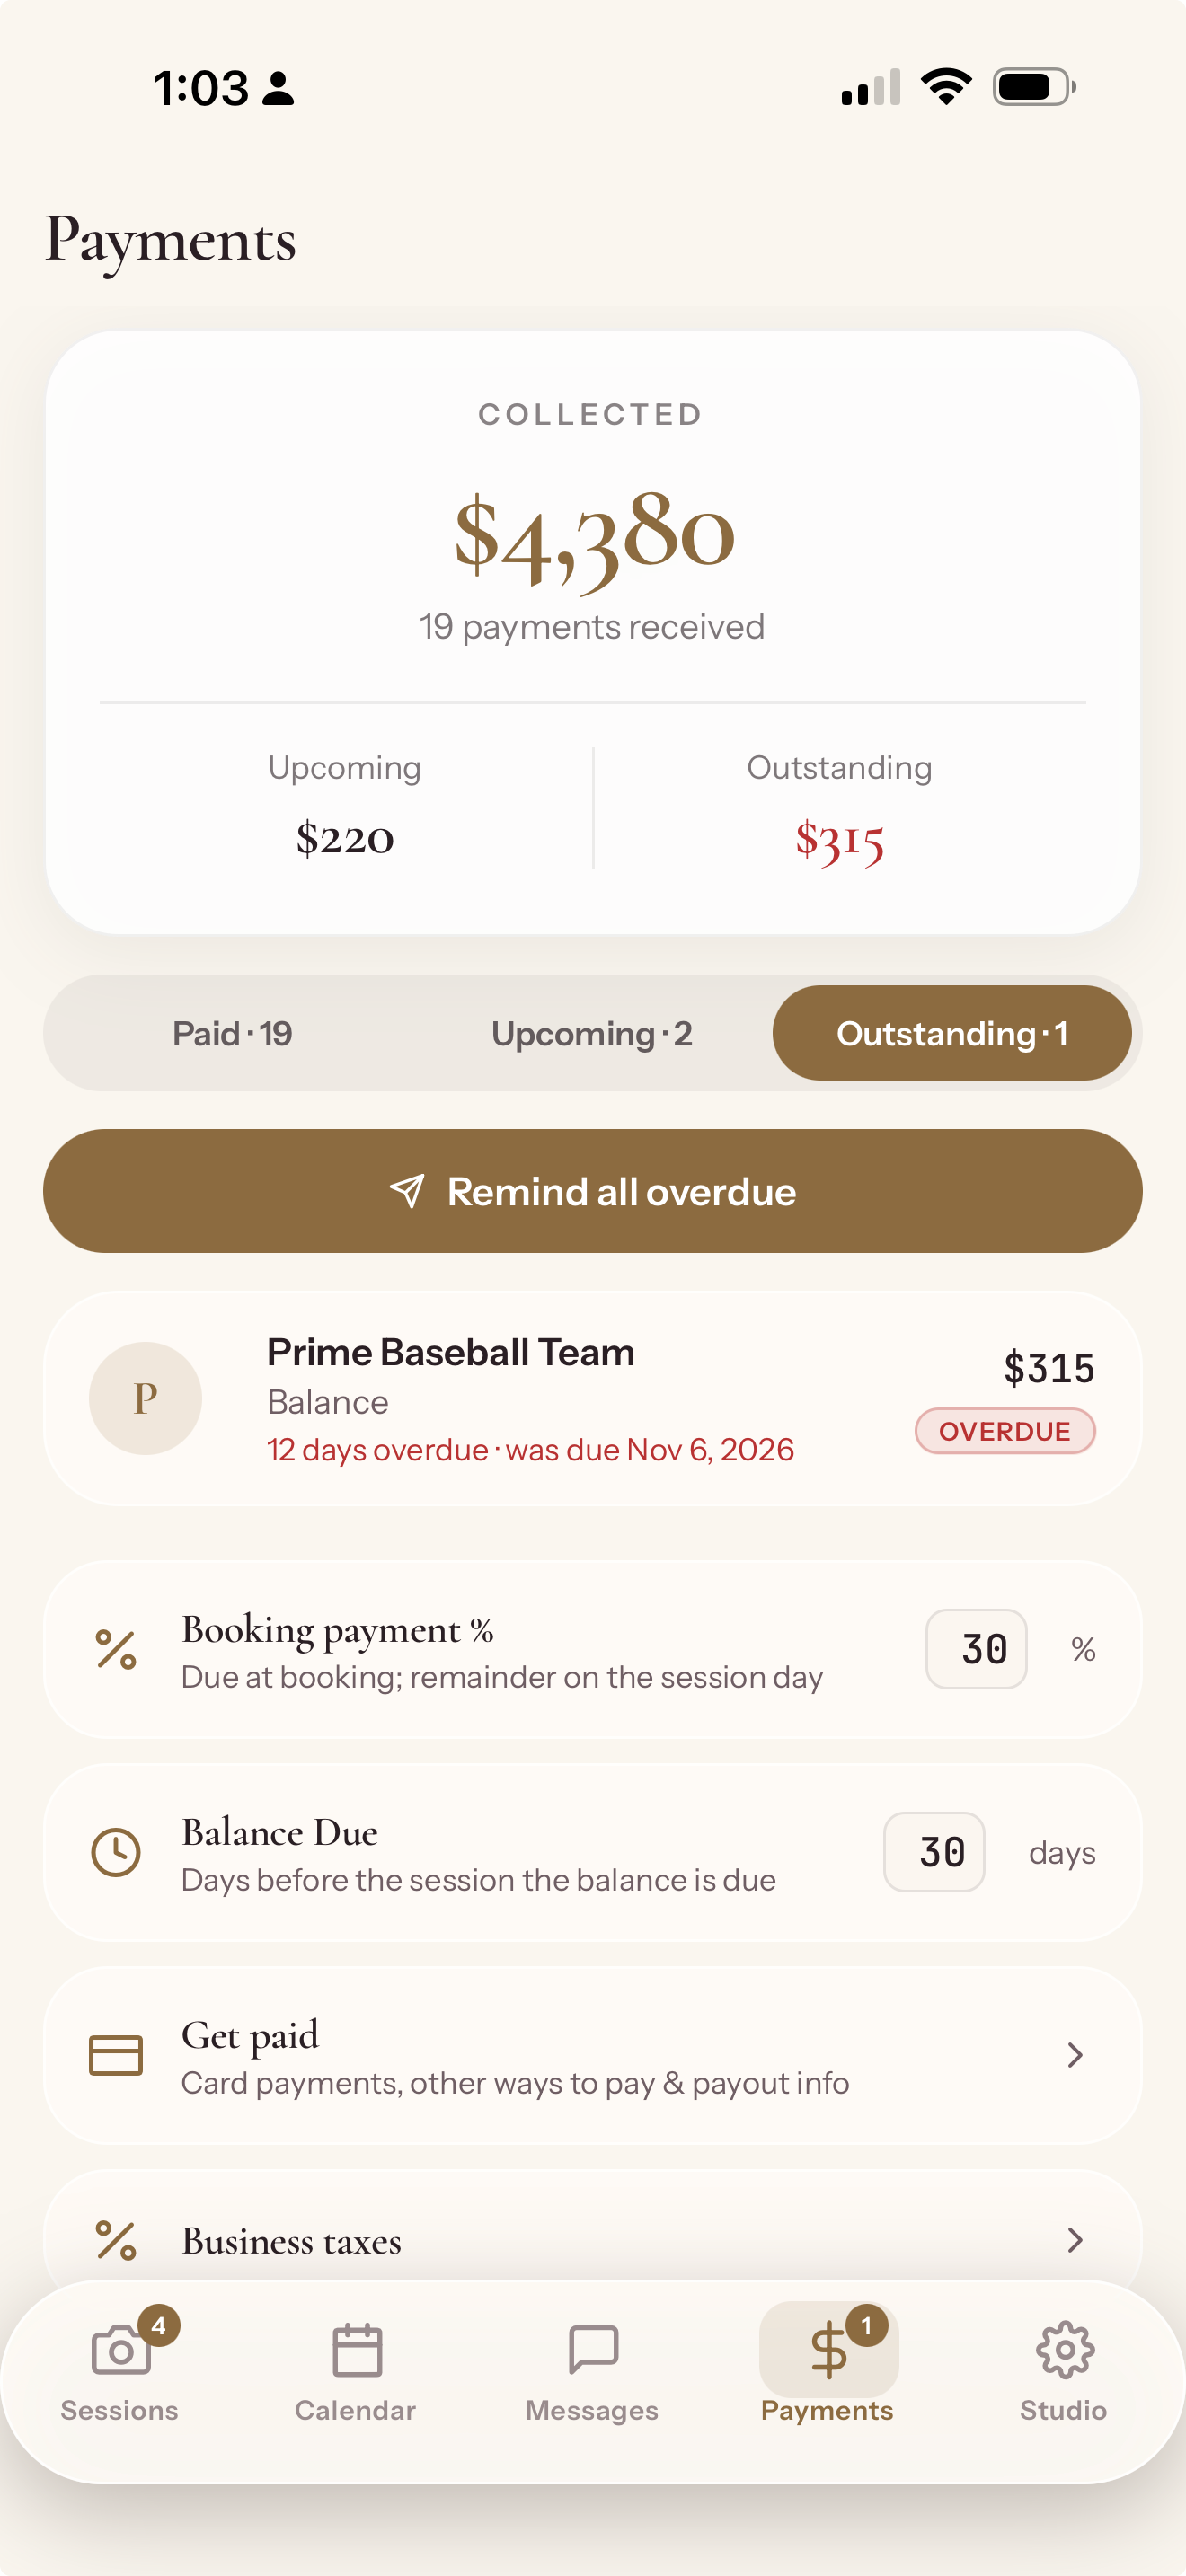 1:03
Payments
COLLECTED
$4,380
19 payments received
Upcoming
$220
Outstanding
$315
Paid · 19
Upcoming · 2
Outstanding · 1
Remind all overdue
P
Prime Baseball Team
Balance
12 days overdue · was due Nov 6, 2026
$315
OVERDUE
Booking payment %
Due at booking; remainder on the session day
30 %
Balance Due
Days before the session the balance is due
30 days
Get paid
Card payments, other ways to pay & payout info
Business taxes
4
Sessions
Calendar
Messages
1
Payments
Studio